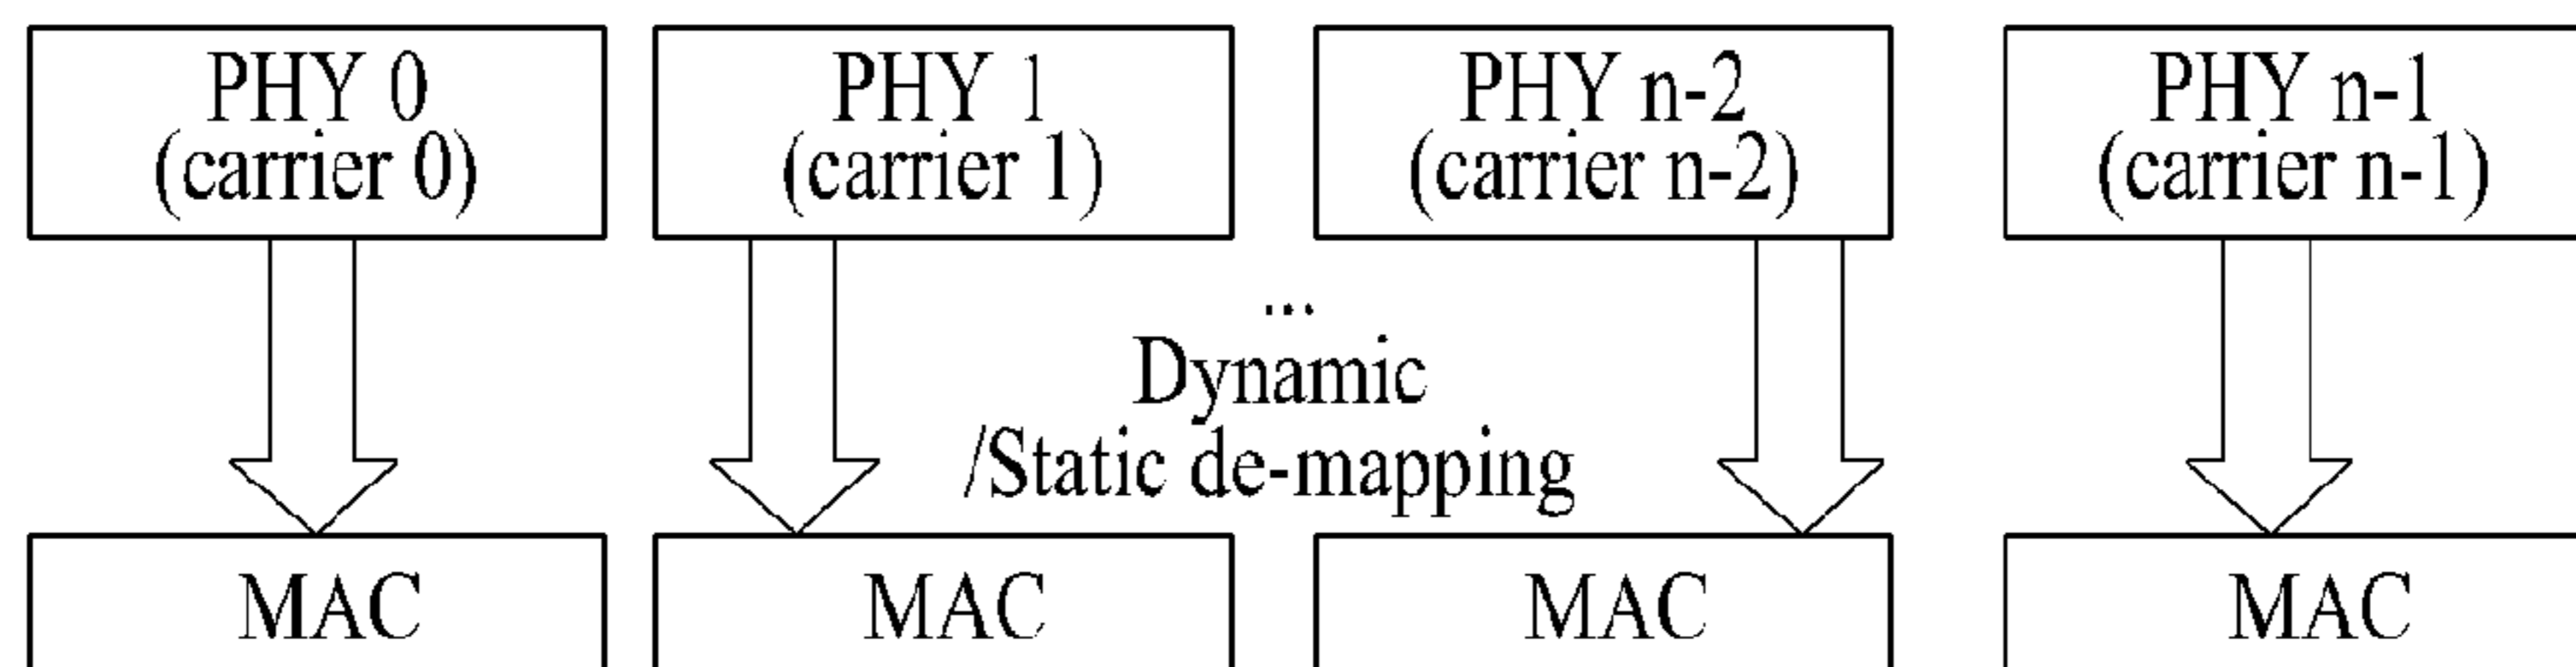 PHY 0
(carrier 0)
PHY 1
(carrier 1)
PHY n-2
(carrier n-2)
PHY n-1
(carrier n-1)
...
Dynamic
/Static de-mapping
MAC
MAC
MAC
MAC